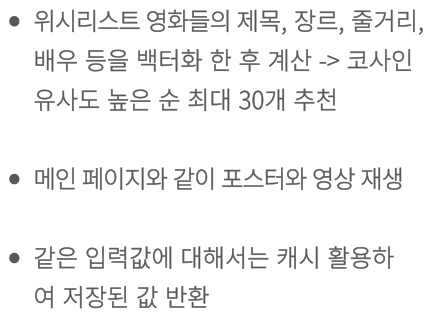 ● 위시리스트 영화들의 제목, 장르, 줄거리,
배우 등을 백터화 한 후 계산 -> 코사인
유사도 높은 순 최대 30개 추천
● 메인 페이지와 같이 포스터와 영상 재생
● 같은 입력값에 대해서는 캐시 활용하
여 저장된 값 반환